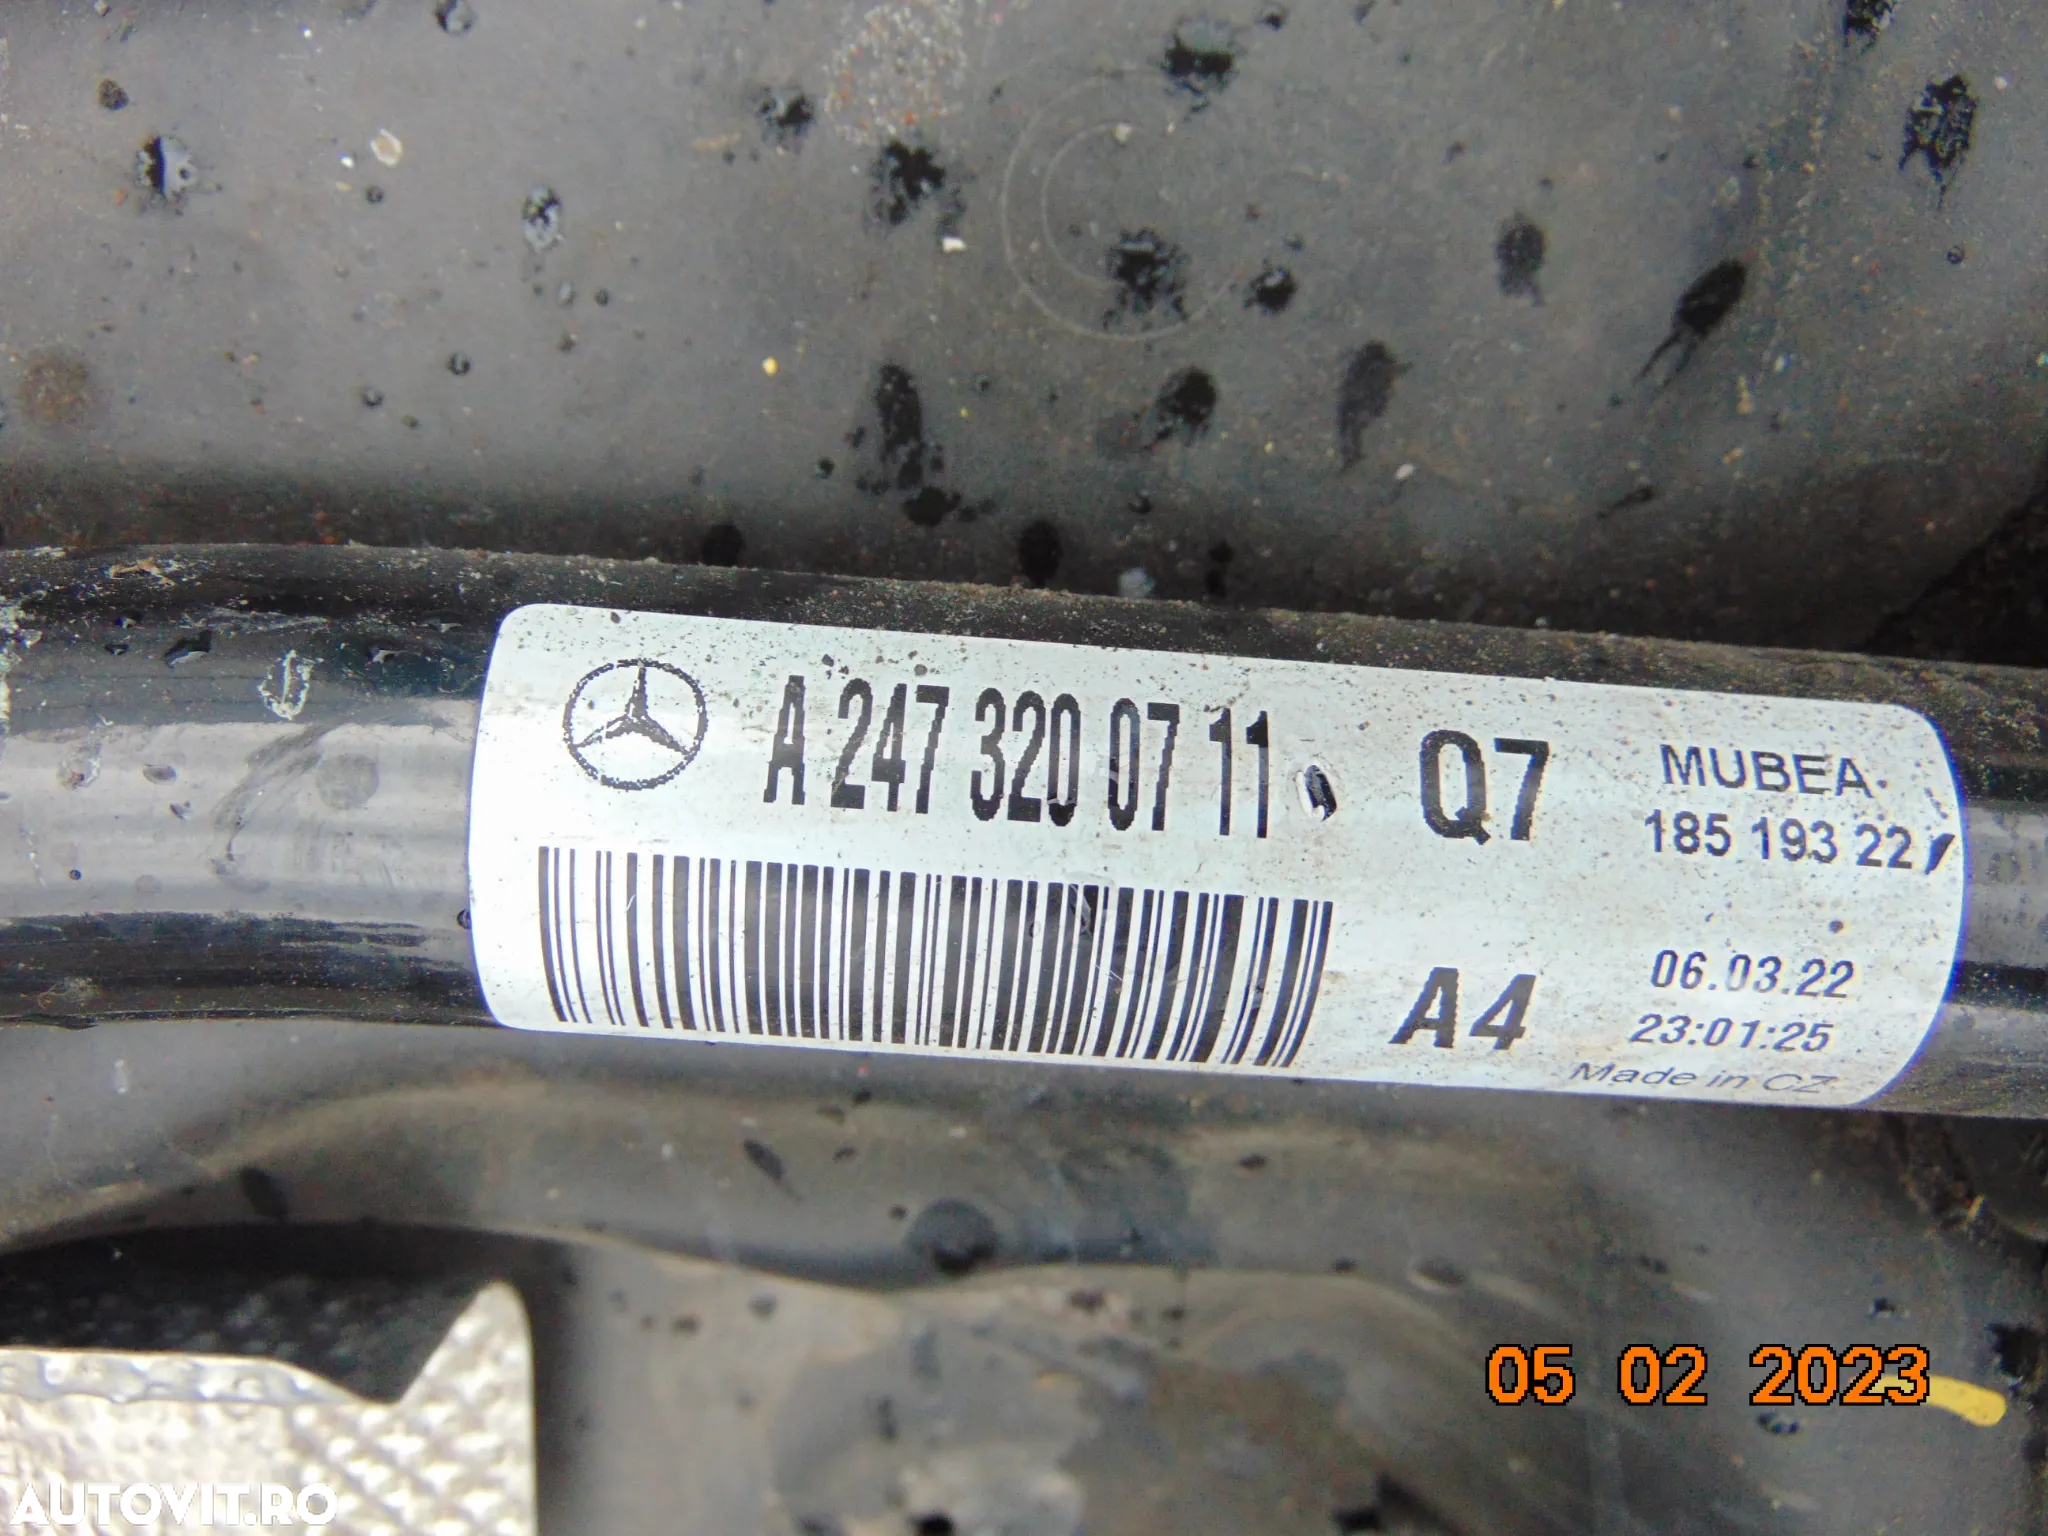 A 247 320 07 11
Q7
MUBEA
185 193 22
A4
06.03.22
23:01:25
Made in CZ
05 02 2023
AUTOVIT.RO